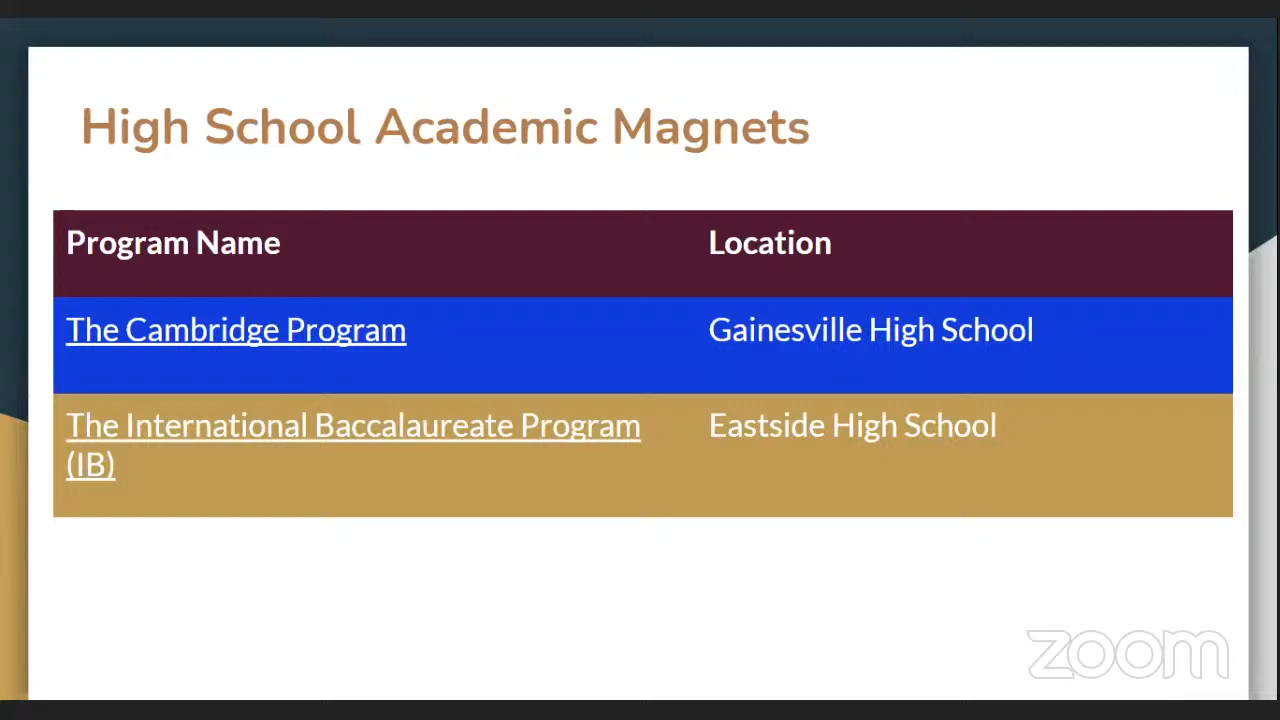 High School Academic Magnets
Program Name Location
The Cambridge Program Gainesville High School
The International Baccalaureate Program Eastside High School
(IB)
zoom